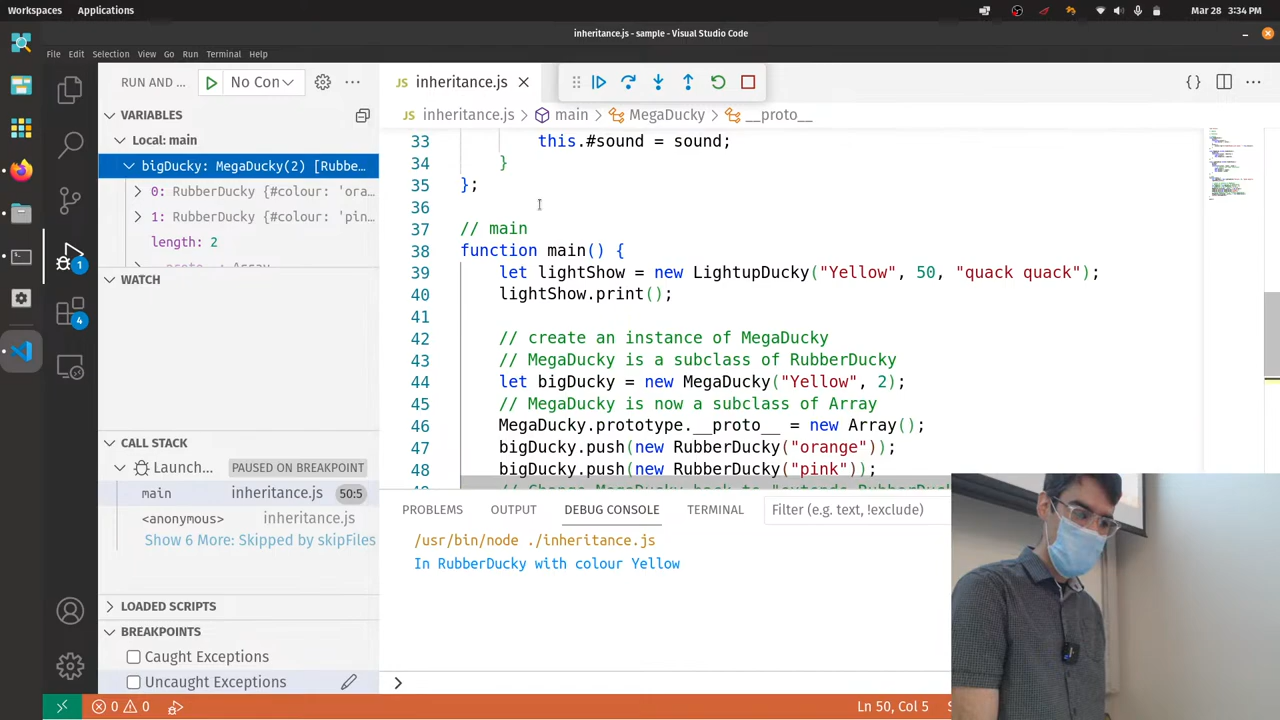 Activities Applications Mar 28 3:34 PM
inheritance.js - sample - Visual Studio Code
File Edit Selection View Go Run Terminal Help
RUN AND ... No Con ...
JS inheritance.js
VARIABLES
JS inheritance.js > main > MegaDucky > __proto__
Local: main
bigDucky: MegaDucky(2) [Rubbe...
0: RubberDucky {#colour: 'ora...
1: RubberDucky {#colour: 'pin...
length: 2
WATCH
33 this.#sound = sound;
34 }
35 };
36
37 // main
38 function main() {
39 let lightShow = new LightupDucky("Yellow", 50, "quack quack");
40 lightShow.print();
41
42 // create an instance of MegaDucky
43 // MegaDucky is a subclass of RubberDucky
44 let bigDucky = new MegaDucky("Yellow", 2);
45 // MegaDucky is now a subclass of Array
46 MegaDucky.prototype.__proto__ = new Array();
47 bigDucky.push(new RubberDucky("orange"));
48 bigDucky.push(new RubberDucky("pink"));
CALL STACK
Launch... PAUSED ON BREAKPOINT
main inheritance.js 50:5
<anonymous> inheritance.js
Show 6 More: Skipped by skipFiles
LOADED SCRIPTS
BREAKPOINTS
Caught Exceptions
Uncaught Exceptions
PROBLEMS OUTPUT DEBUG CONSOLE TERMINAL Filter (e.g. text, !exclude)
/usr/bin/node ./inheritance.js
In RubberDucky with colour Yellow
1
4
0 0 Ln 50, Col 5